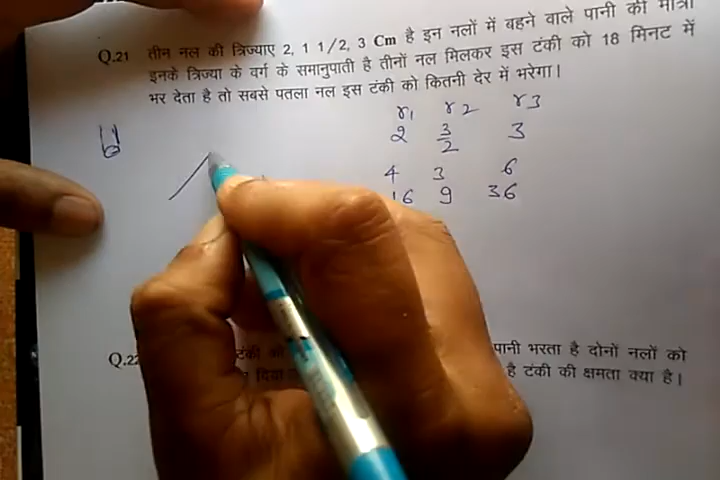 Q.21 तीन नल की त्रिज्याए 2, 1 1/2, 3 Cm है इन नलों में बहने वाले पानी की मात्रा
इनके त्रिज्या के वर्ग के समानुपाती है तीनों नल मिलकर इस टंकी को 18 मिनट में
भर देता है तो सबसे पतला नल इस टंकी को कितनी देर में भरेगा।
r1 r2 r3
2 3/2 3
4 3 6
16 9 36
Q.22 टंकी को पानी भरता है दोनों नलों को
दिया है टंकी की क्षमता क्या है।